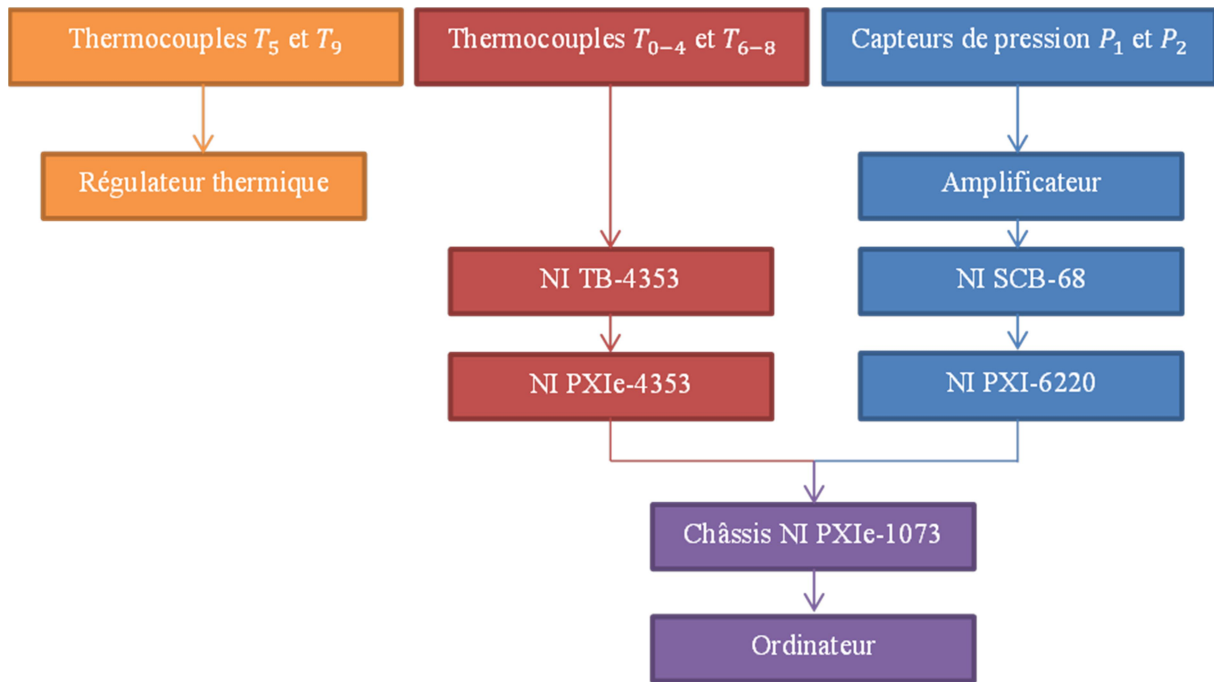 Thermocouples T₅ et T₉
Thermocouples T₀₋₄ et T₆₋₈
Capteurs de pression P₁ et P₂
Régulateur thermique
Amplificateur
NI TB-4353
NI SCB-68
NI PXIe-4353
NI PXI-6220
Châssis NI PXIe-1073
Ordinateur